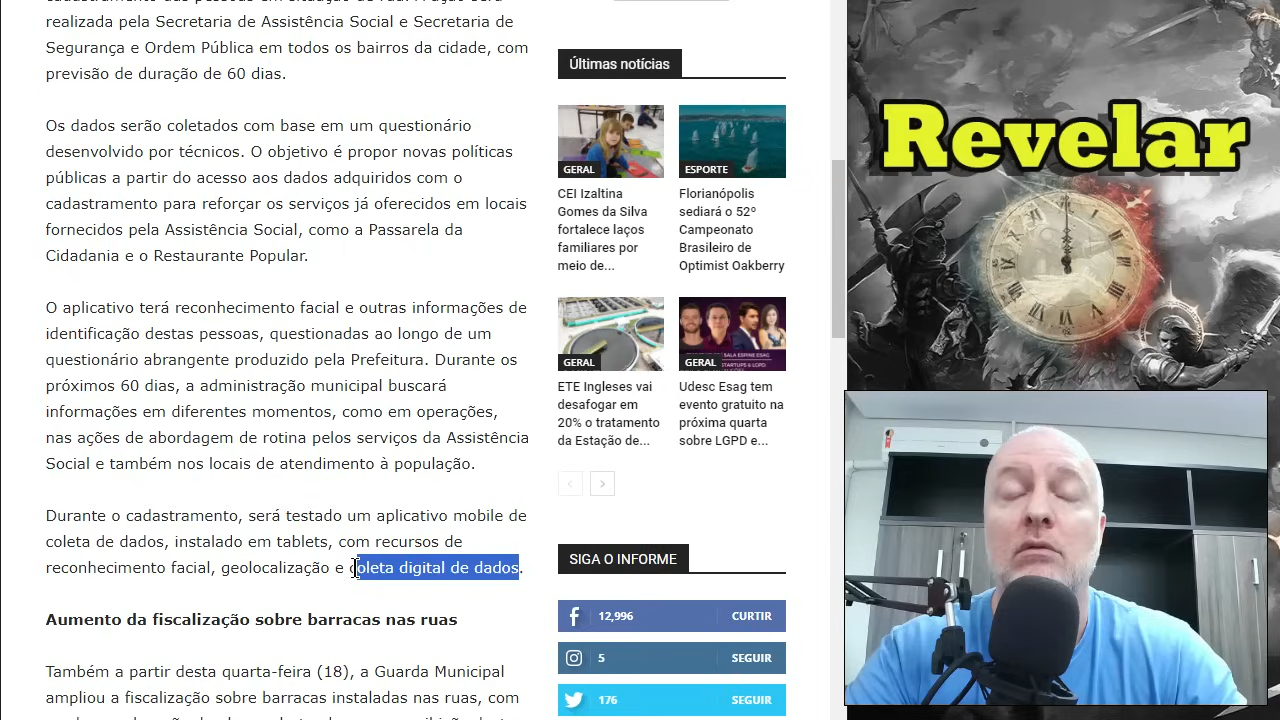 realizada pela Secretaria de Assistência Social e Secretaria de
Segurança e Ordem Pública em todos os bairros da cidade, com
previsão de duração de 60 dias.
Os dados serão coletados com base em um questionário
desenvolvido por técnicos. O objetivo é propor novas políticas
públicas a partir do acesso aos dados adquiridos com o
cadastramento para reforçar os serviços já oferecidos em locais
fornecidos pela Assistência Social, como a Passarela da
Cidadania e o Restaurante Popular.
O aplicativo terá reconhecimento facial e outras informações de
identificação destas pessoas, questionadas ao longo de um
questionário abrangente produzido pela Prefeitura. Durante os
próximos 60 dias, a administração municipal buscará
informações em diferentes momentos, como em operações,
nas ações de abordagem de rotina pelos serviços da Assistência
Social e também nos locais de atendimento à população.
Durante o cadastramento, será testado um aplicativo mobile de
coleta de dados, instalado em tablets, com recursos de
reconhecimento facial, geolocalização e coleta digital de dados.
Aumento da fiscalização sobre barracas nas ruas
Também a partir desta quarta-feira (18), a Guarda Municipal
ampliou a fiscalização sobre barracas instaladas nas ruas, com
Últimas notícias
GERAL
CEI Izaltina
Gomes da Silva
fortalece laços
familiares por
meio de...
ESPORTE
Florianópolis
sediará o 52º
Campeonato
Brasileiro de
Optimist Oakberry
GERAL
ETE Ingleses vai
desafogar em
20% o tratamento
da Estação de...
SALA ESPINE ESAG
STARTUPS & LGPD
GERAL
Udesc Esag tem
evento gratuito na
próxima quarta
sobre LGPD e...
SIGA O INFORME
12,996 CURTIR
5 SEGUIR
176 SEGUIR
Revelar